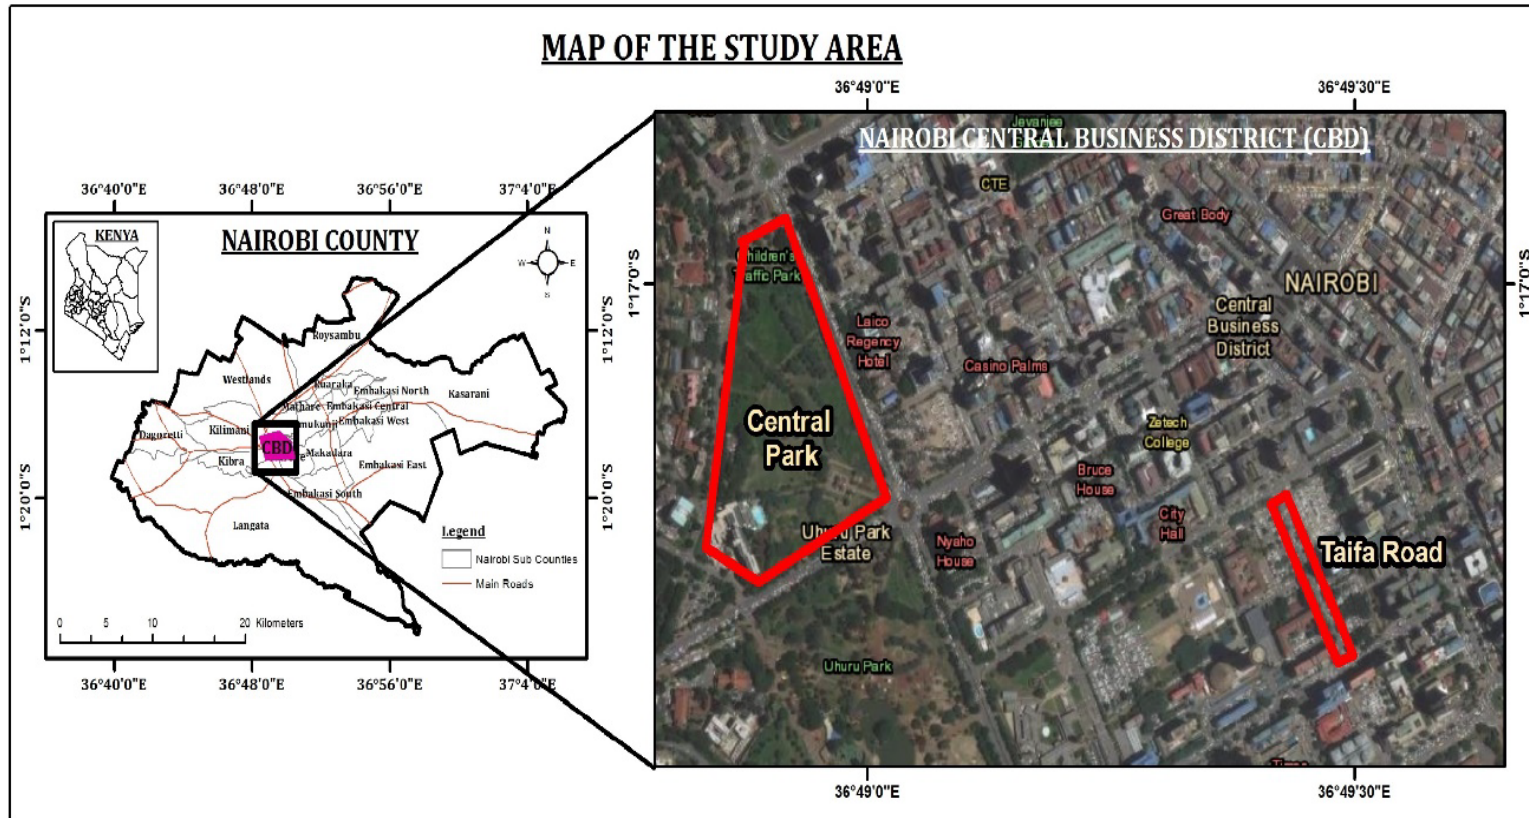 MAP OF THE STUDY AREA
36°40'0"E
36°48'0"E
36°56'0"E
37°4'0"E
KENYA
NAIROBI COUNTY
N
W
E
S
1°12'0"S
1°12'0"S
Roysambu
Westlands
Ruaraka
Embakasi North
Kasarani
Mathare
Embakasi Central
Embakasi West
Kilimani
Dagoretti
CBD
Makadara
Kibra
Embakasi East
1°20'0"S
1°20'0"S
Embakasi South
Langata
Legend
Nairobi Sub Counties
Main Roads
0 5 10 20 Kilometers
36°40'0"E
36°48'0"E
36°56'0"E
37°4'0"E
36°49'0"E
36°49'30"E
Jevanjee
NAIROBI CENTRAL BUSINESS DISTRICT (CBD)
CTE
Great Body
Children's
Traffic Park
1°17'0"S
1°17'0"S
NAIROBI
Central
Business
District
Laico
Regency
Hotel
Casino Palms
Central
Park
Zetech
College
Bruce
House
City
Hall
Uhuru Park
Estate
Nyaho
House
Taifa Road
Uhuru Park
36°49'0"E
36°49'30"E